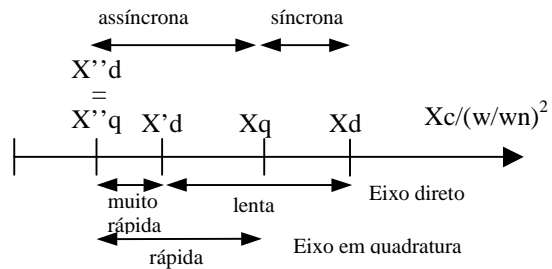 assíncrona síncrona
X’’d
=
X’’q X’d Xq Xd Xc/(w/wn)²
muito rápida lenta Eixo direto
rápida Eixo em quadratura